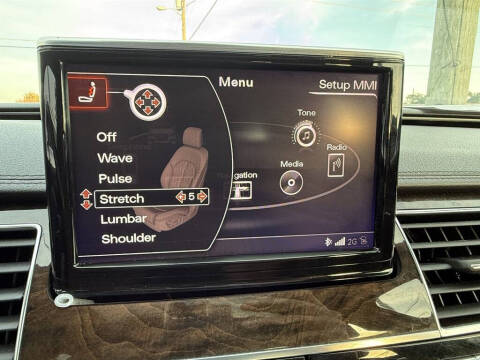 Menu
Setup MMI
Off
Wave
Pulse
Stretch 5
Lumbar
Shoulder
Tone
Radio
Media
2G